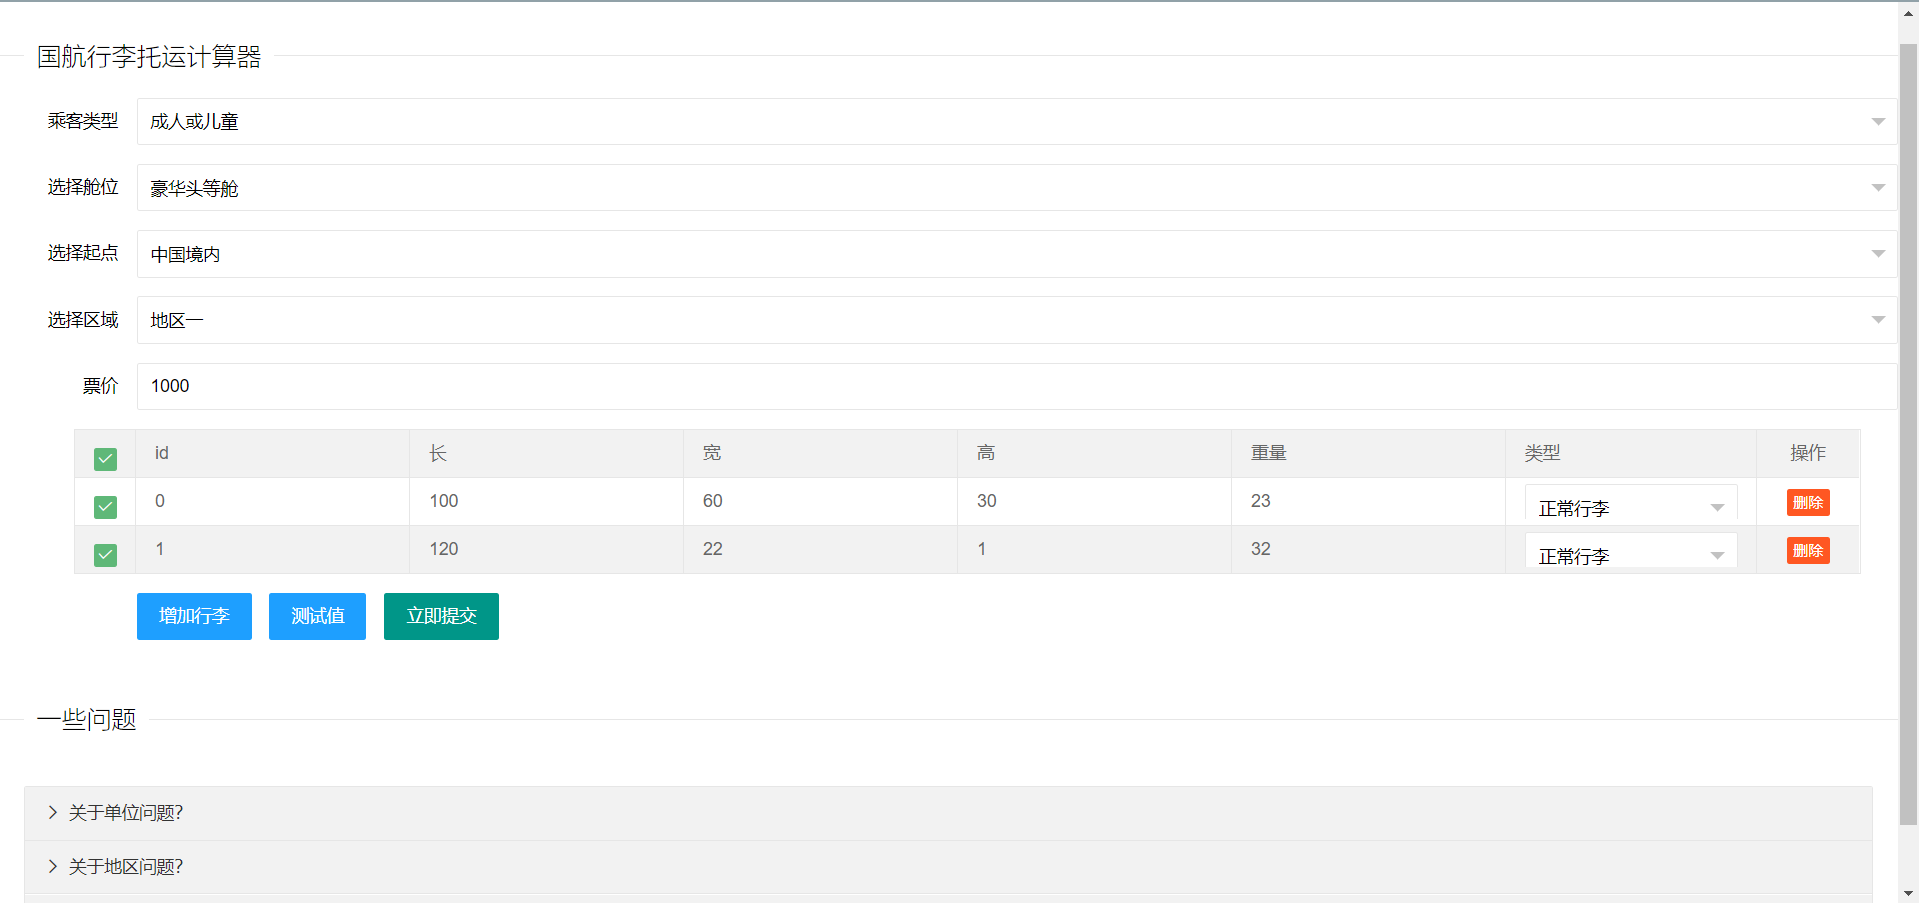 国航行李托运计算器
乘客类型 成人或儿童
选择舱位 豪华头等舱
选择起点 中国境内
选择区域 地区一
票价 1000
id 长 宽 高 重量 类型 操作
0 100 60 30 23 正常行李 删除
1 120 22 1 32 正常行李 删除
增加行李 测试值 立即提交
一些问题
关于单位问题?
关于地区问题?